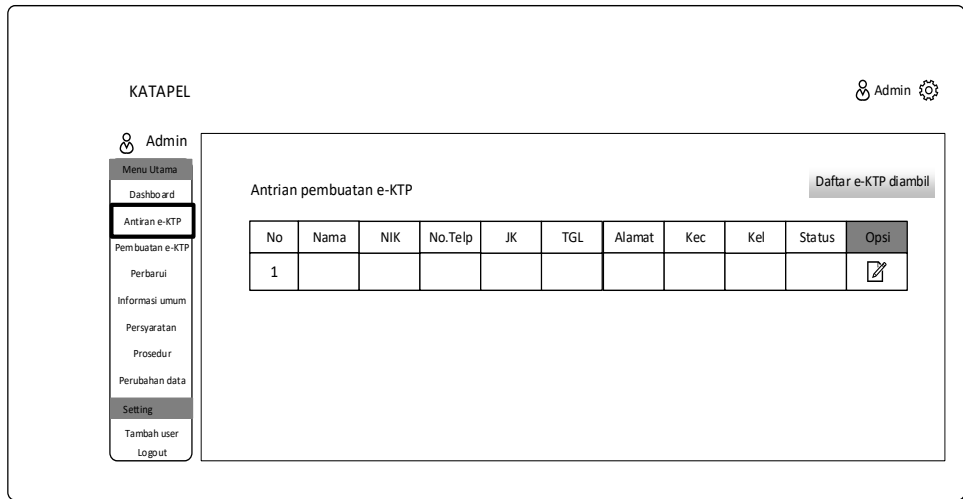 KATAPEL
Admin
Admin
Menu Utama
Dashboard
Antiran e-KTP
Pembuatan e-KTP
Perbarui
Informasi umum
Persyaratan
Prosedur
Perubahan data
Setting
Tambah user
Logout
Daftar e-KTP diambil
Antrian pembuatan e-KTP
No Nama NIK No.Telp JK TGL Alamat Kec Kel Status Opsi
1